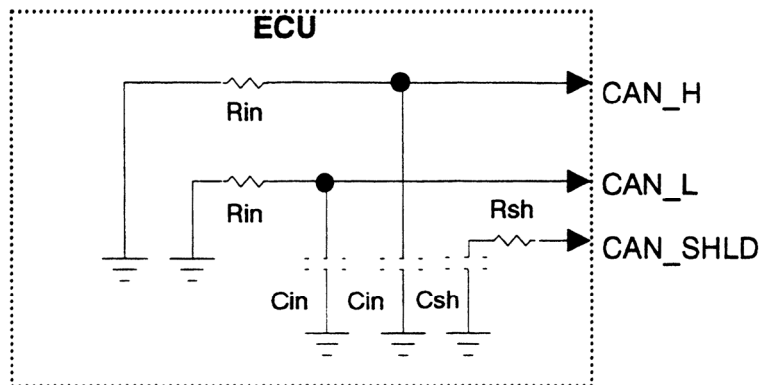 ECU
CAN_H
Rin
CAN_L
Rin
Rsh
CAN_SHLD
Cin
Cin
Csh